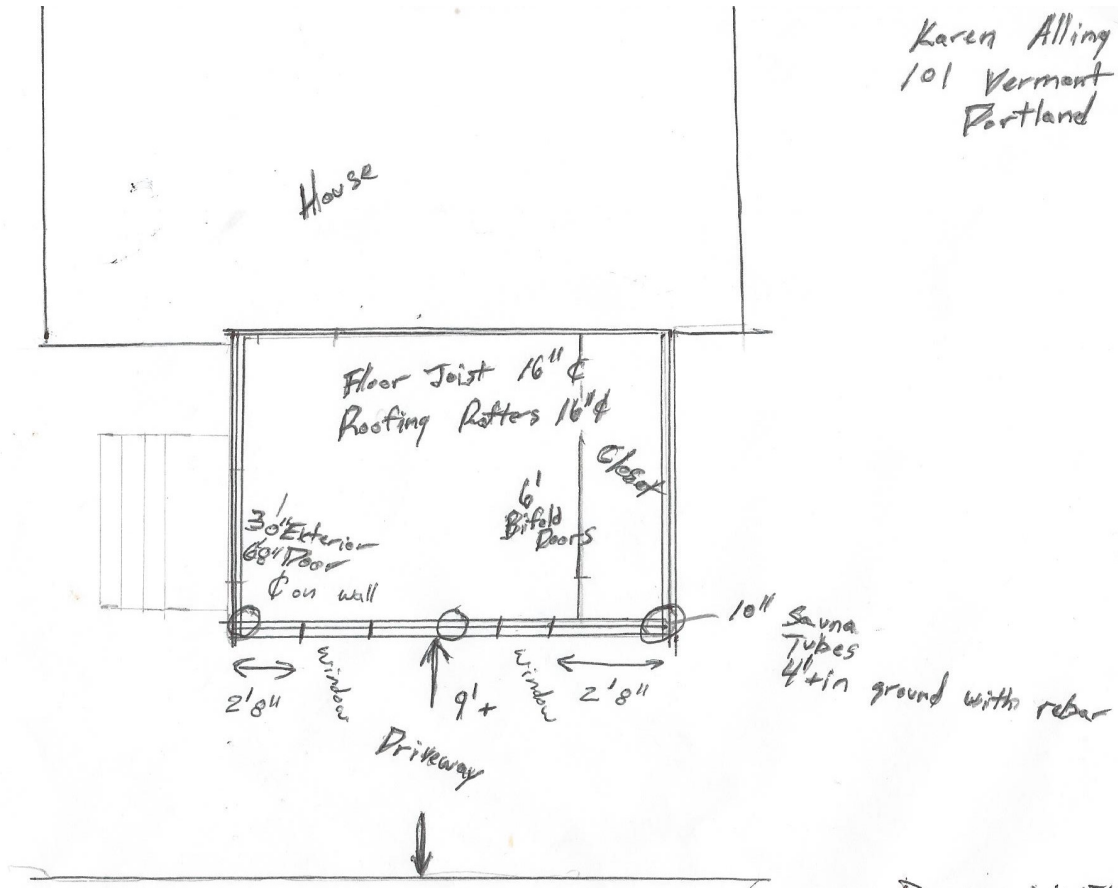 Karen Alling
101 Vermont
Portland
House
Floor Joist 16" ℄
Roofing Rafters 16" ℄
Closet
6'
Bifold
Doors
3'0" Exterior
6'8" Door
℄ on wall
10" Sauna
Tubes
4'+ in ground with rebar
2'8"
Window
9'+
Window
2'8"
Driveway